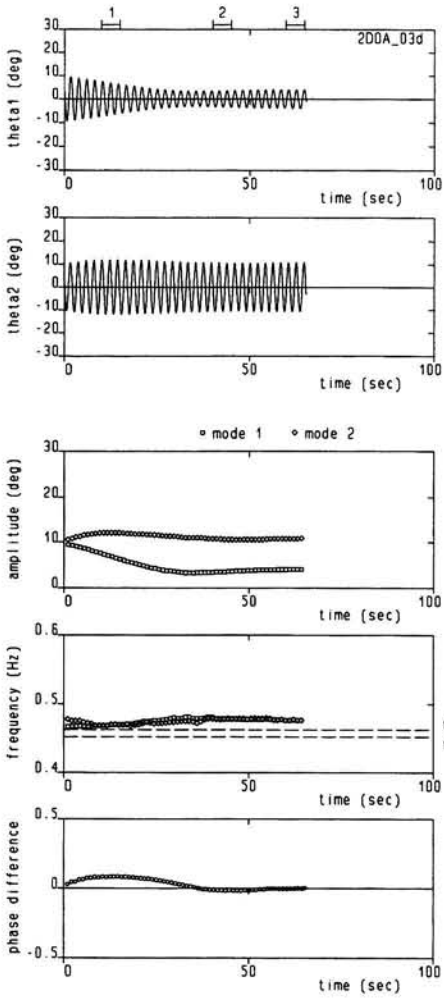 1 2 3
30
20
10
0
-10
-20
-30
theta1 (deg)
2DOA_03d
0 50 100
time (sec)
30
20
10
0
-10
-20
-30
theta2 (deg)
0 50 100
time (sec)
mode 1 mode 2
30
20
10
0
amplitude (deg)
0 50 100
time (sec)
0.6
0.5
0.4
frequency (Hz)
0 50 100
time (sec)
0.5
0
-0.5
phase difference
0 50 100
time (sec)